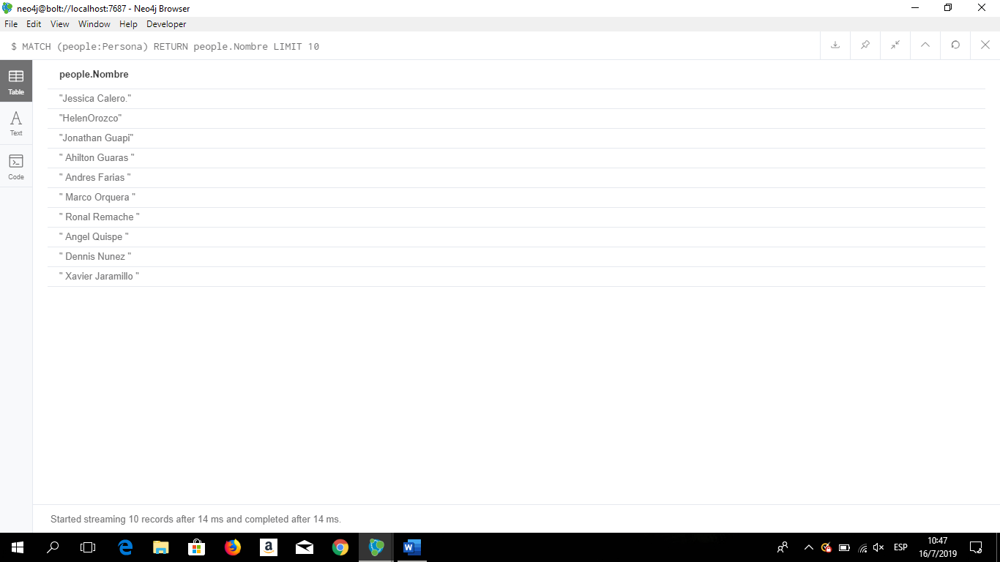 neo4j@bolt://localhost:7687 - Neo4j Browser
File Edit View Window Help Developer
$ MATCH (people:Persona) RETURN people.Nombre LIMIT 10
Table
Text
Code
people.Nombre
"Jessica Calero."
"HelenOrozco"
"Jonathan Guapi"
" Ahilton Guaras "
" Andres Farias "
" Marco Orquera "
" Ronal Remache "
" Angel Quispe "
" Dennis Nunez "
" Xavier Jaramillo "
Started streaming 10 records after 14 ms and completed after 14 ms.
ESP
10:47
16/7/2019